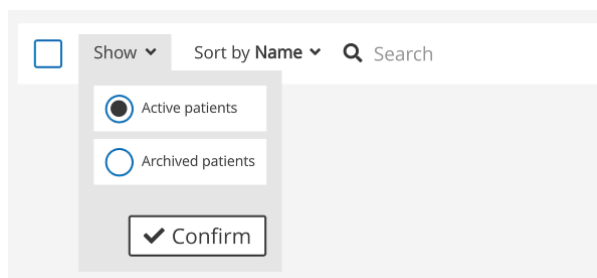 Show Sort by Name Search
Active patients
Archived patients
Confirm